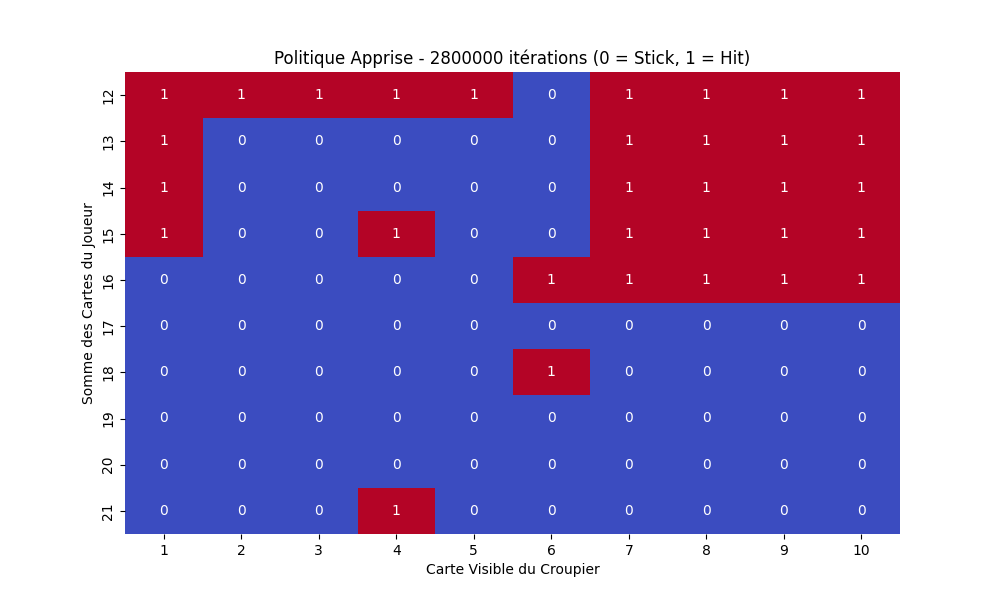 Politique Apprise - 2800000 itérations (0 = Stick, 1 = Hit)
Somme des Cartes du Joueur
12 1 1 1 1 1 0 1 1 1 1
13 1 0 0 0 0 0 1 1 1 1
14 1 0 0 0 0 0 1 1 1 1
15 1 0 0 1 0 0 1 1 1 1
16 0 0 0 0 0 1 1 1 1 1
17 0 0 0 0 0 0 0 0 0 0
18 0 0 0 0 0 1 0 0 0 0
19 0 0 0 0 0 0 0 0 0 0
20 0 0 0 0 0 0 0 0 0 0
21 0 0 0 1 0 0 0 0 0 0
1 2 3 4 5 6 7 8 9 10
Carte Visible du Croupier